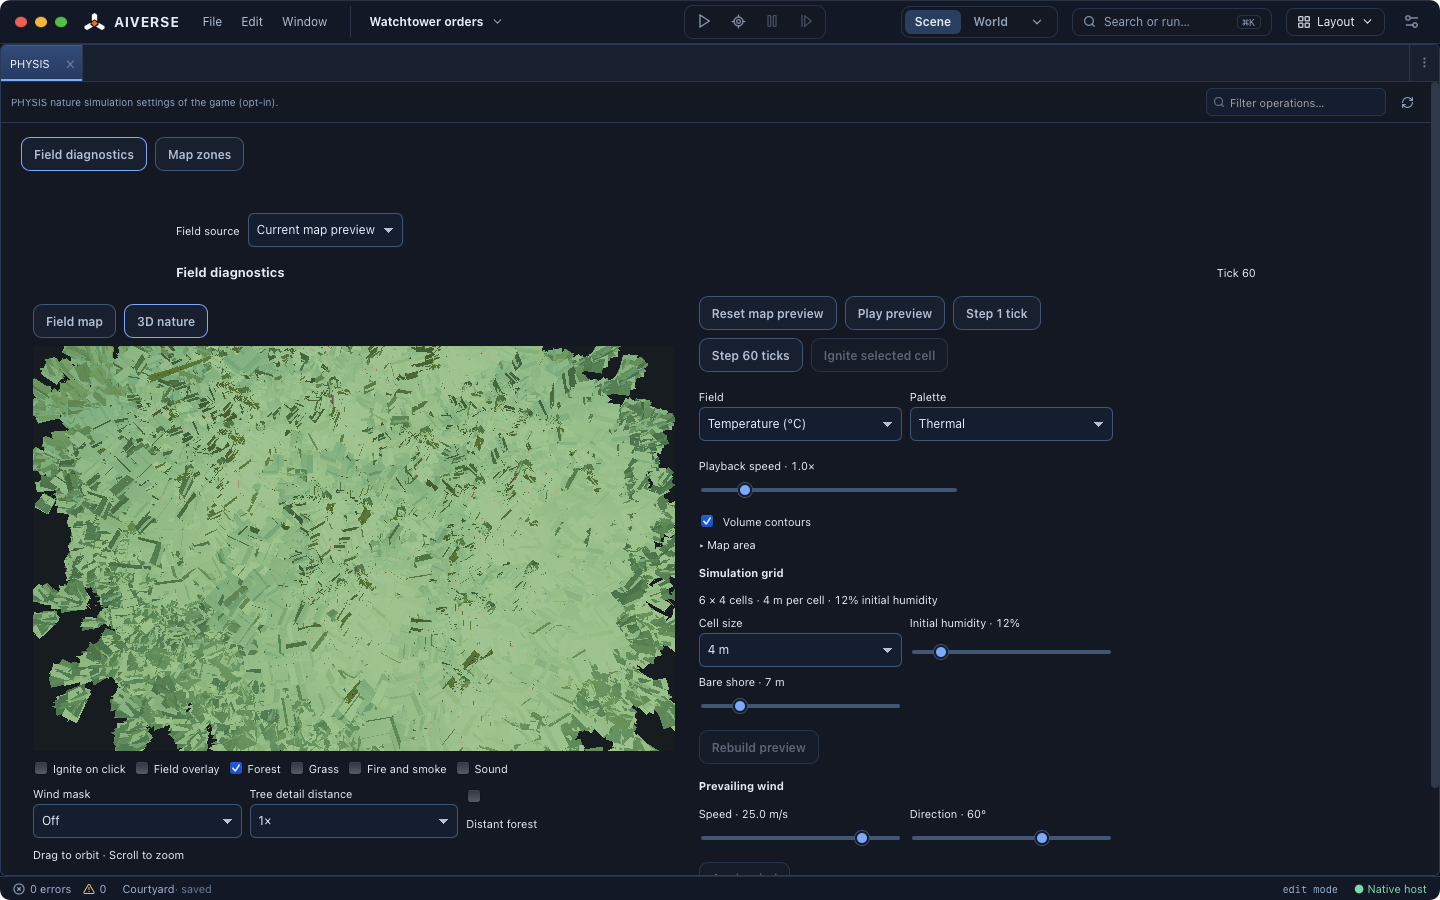 AIVERSE File Edit Window Watchtower orders Scene World Search or run... ⌘K Layout
PHYSIS
PHYSIS nature simulation settings of the game (opt-in). Filter operations...
Field diagnostics Map zones
Field source Current map preview
Field diagnostics Tick 60
Field map 3D nature
Reset map preview Play preview Step 1 tick
Step 60 ticks Ignite selected cell
Field Palette
Temperature (°C) Thermal
Playback speed · 1.0×
Volume contours
Map area
Simulation grid
6 × 4 cells · 4 m per cell · 12% initial humidity
Cell size Initial humidity · 12%
4 m
Bare shore · 7 m
Rebuild preview
Prevailing wind
Speed · 25.0 m/s Direction · 60°
Ignite on click Field overlay Forest Grass Fire and smoke Sound
Wind mask Tree detail distance
Off 1× Distant forest
Drag to orbit · Scroll to zoom
0 errors 0 Courtyard · saved edit mode Native host